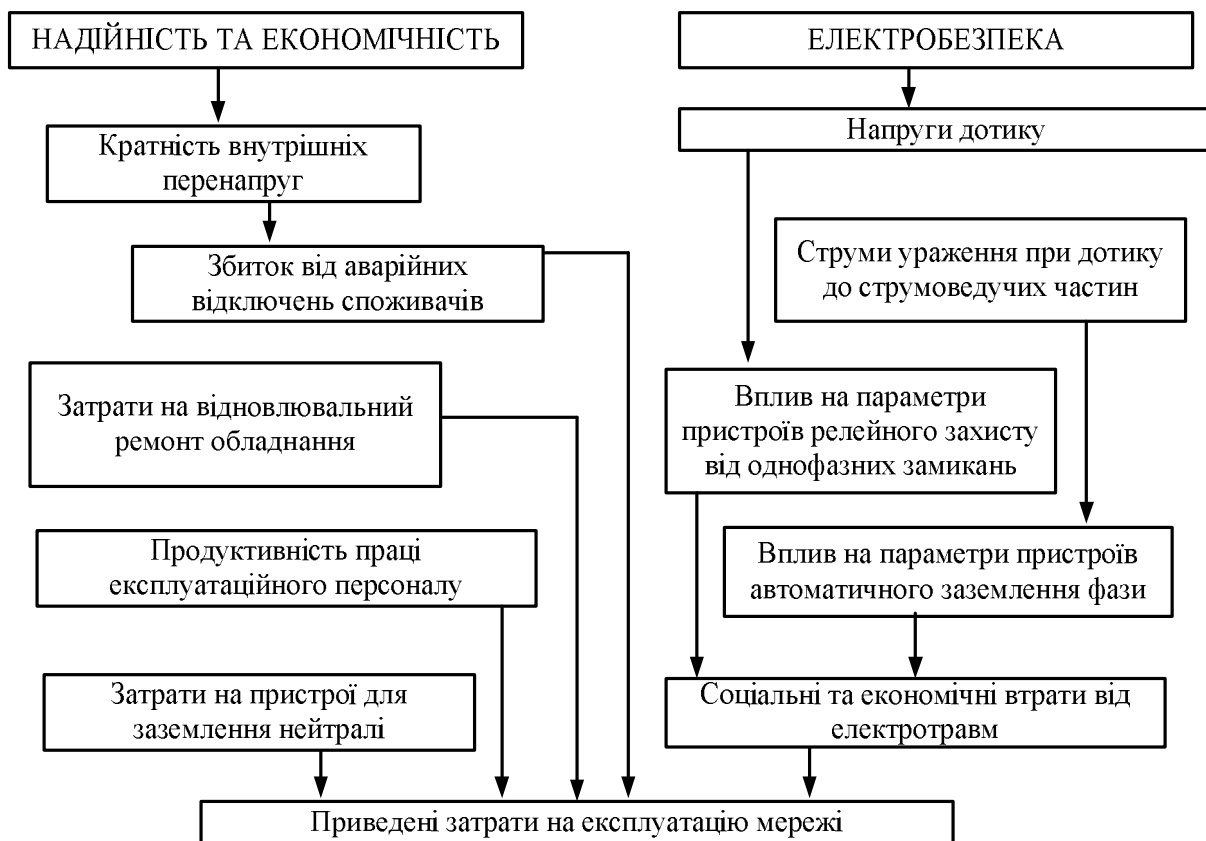 НАДІЙНІСТЬ ТА ЕКОНОМІЧНІСТЬ
Кратність внутрішніх
перенапруг
Збиток від аварійних
відключень споживачів
Затрати на відновлювальний
ремонт обладнання
Продуктивність праці
експлуатаційного персоналу
Затрати на пристрої для
заземлення нейтралі
ЕЛЕКТРОБЕЗПЕКА
Напруги дотику
Струми ураження при дотику
до струмоведучих частин
Вплив на параметри
пристроїв релейного захисту
від однофазних замикань
Вплив на параметри пристроїв
автоматичного заземлення фази
Соціальні та економічні втрати від
електротравм
Приведені затрати на експлуатацію мережі